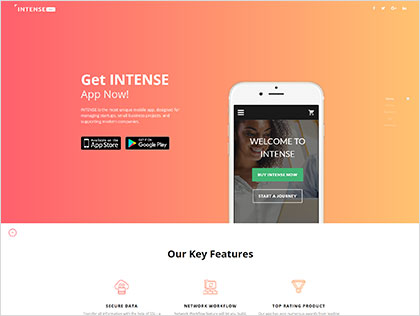 INTENSE
Get INTENSE
App Now!
INTENSE is the most unique mobile app, designed for
managing startups, small business projects, and
supporting modern companies.
AVAILABLE ON THE
App Store
GET IT ON
Google Play
WELCOME TO
INTENSE
BUY INTENSE NOW
START A JOURNEY
Our Key Features
SECURE DATA
NETWORK WORKFLOW
TOP RATING PRODUCT